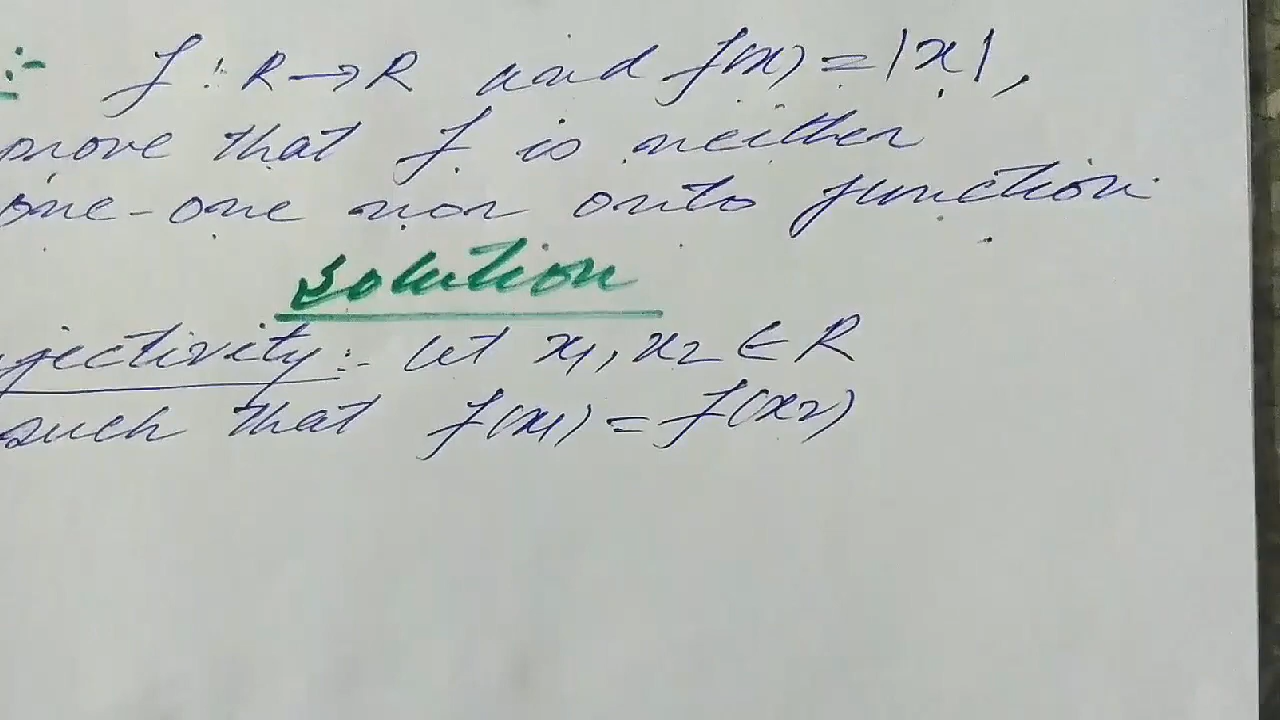 :- f : R → R and f(x) = |x|,
prove that f is neither
one-one nor onto function
Solution
jectivity :- Let x1, x2 ∈ R
such that f(x1) = f(x2)